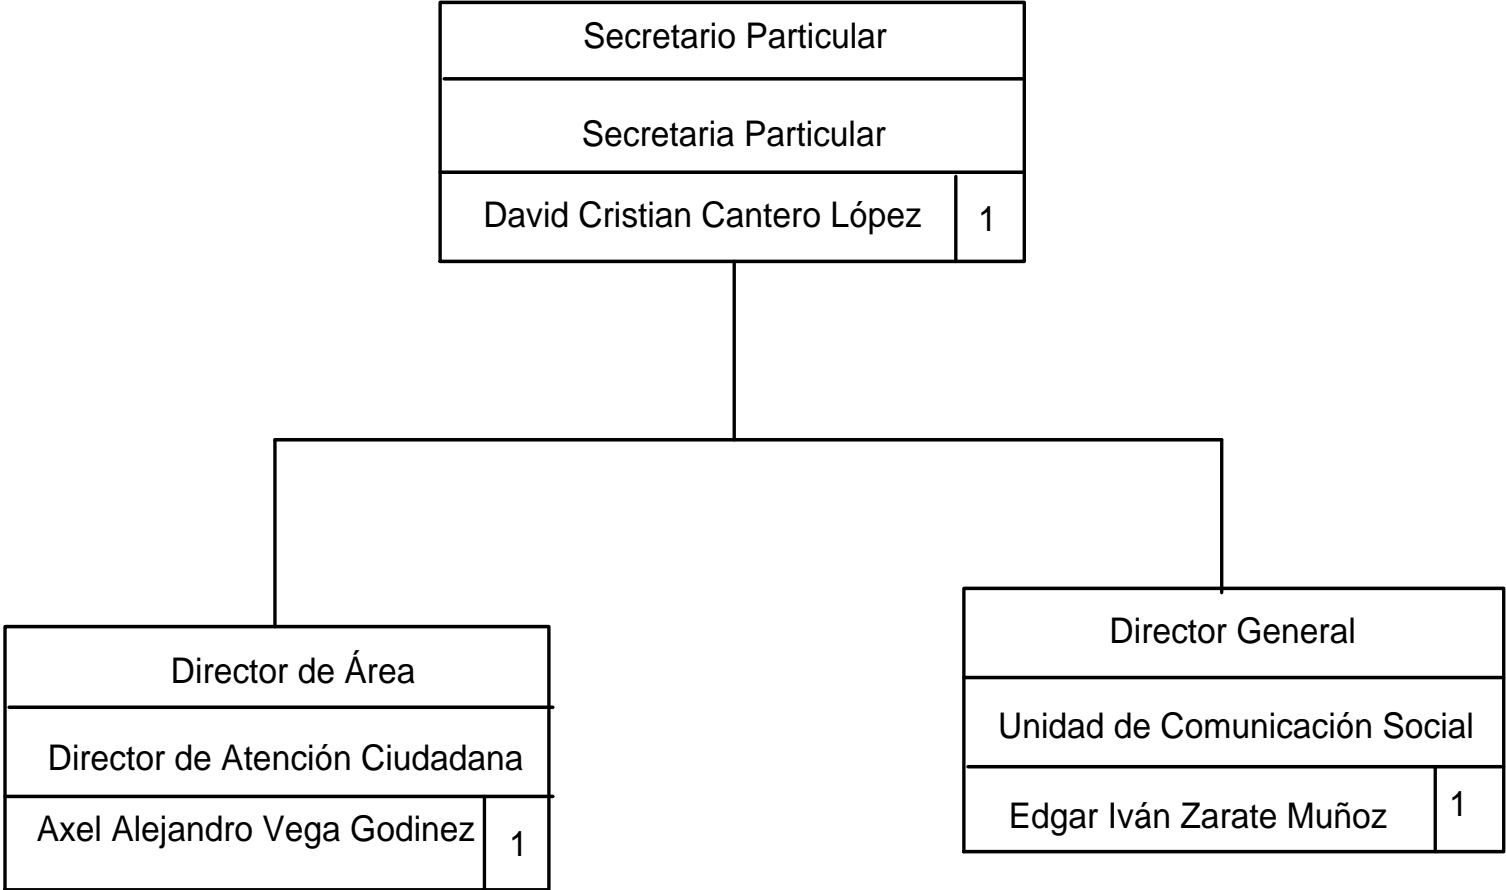 Secretario Particular
Secretaria Particular
David Cristian Cantero López 1
Director de Área
Director de Atención Ciudadana
Axel Alejandro Vega Godinez 1
Director General
Unidad de Comunicación Social
Edgar Iván Zarate Muñoz 1